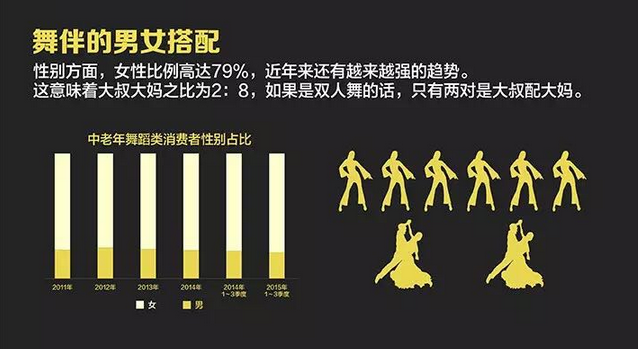 舞伴的男女搭配
性别方面，女性比例高达79%，近年来还有越来越强的趋势。
这意味着大叔大妈之比为2：8，如果是双人舞的话，只有两对是大叔配大妈。
中老年舞蹈类消费者性别占比
2011年 2012年 2013年 2014年 2014年 2015年
1~3季度 1~3季度
女 男